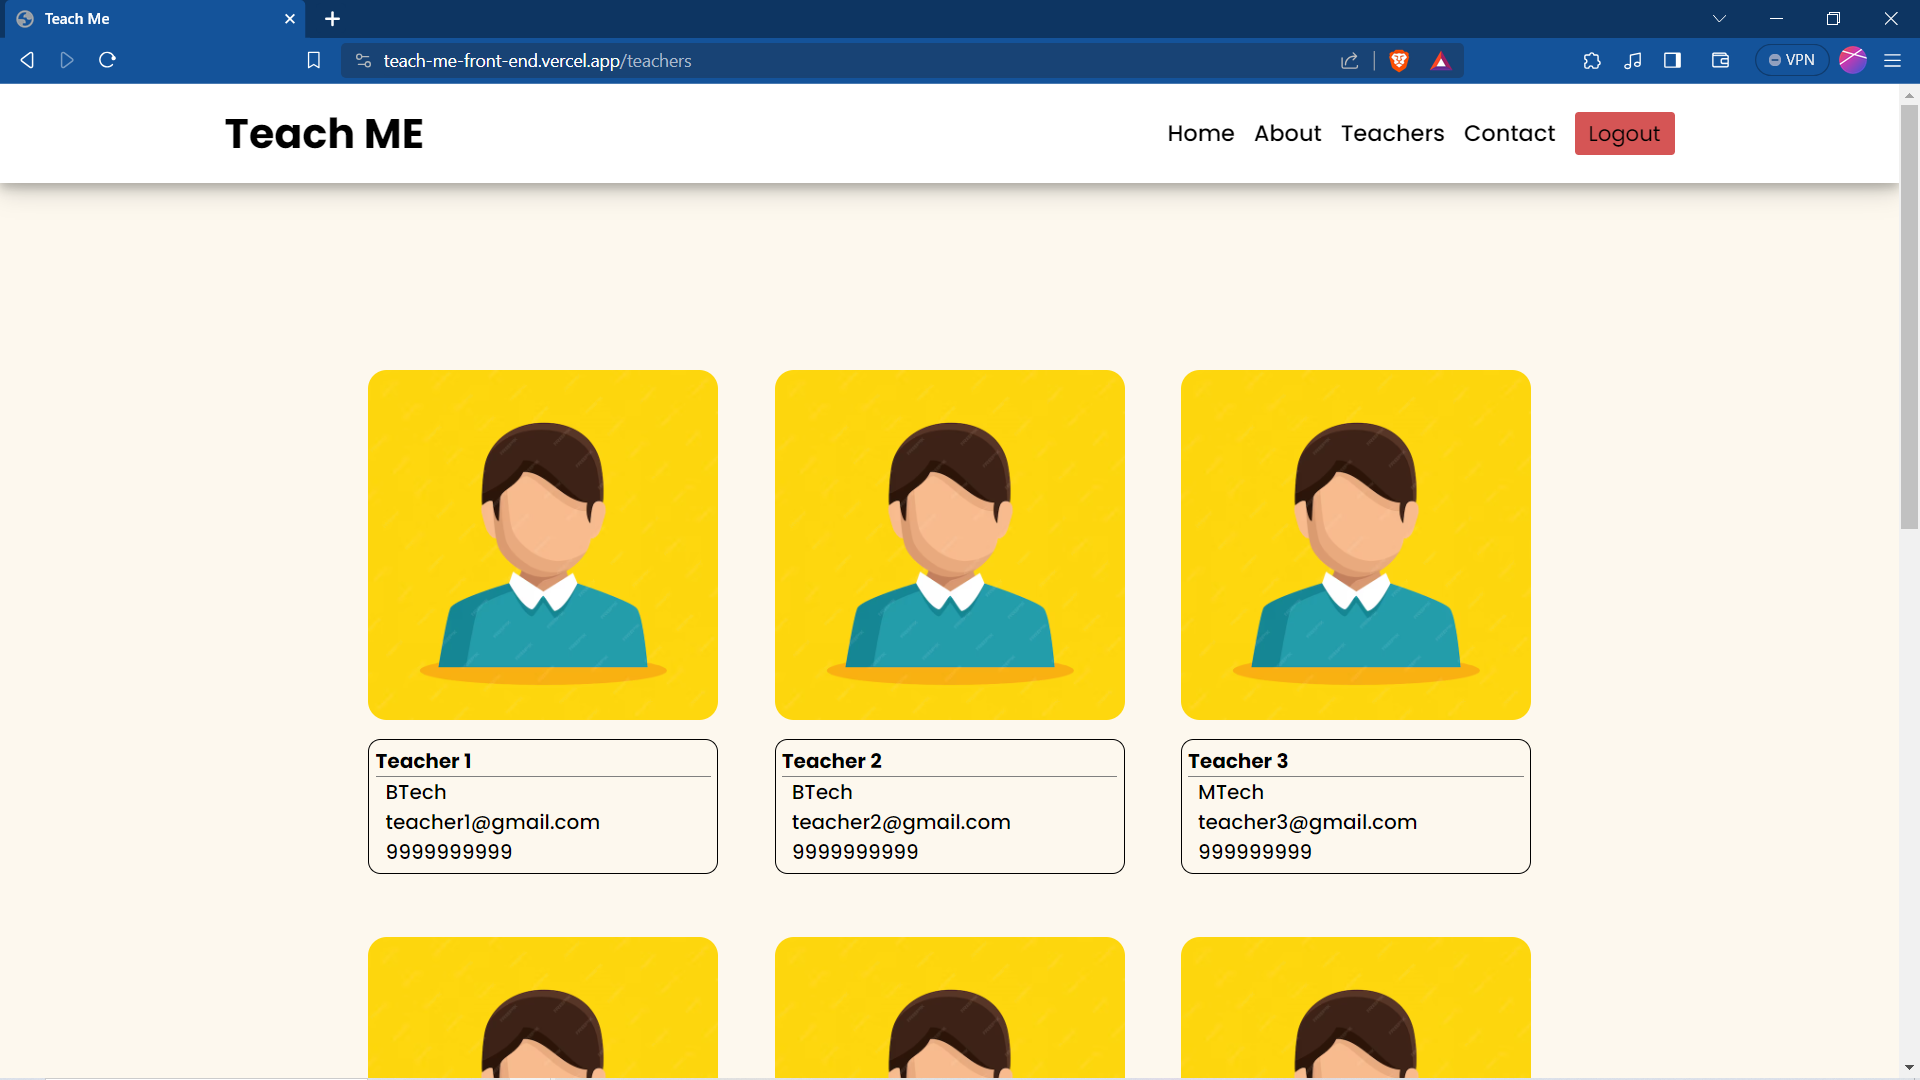 Teach Me
teach-me-front-end.vercel.app/teachers
VPN
Teach ME
Home About Teachers Contact Logout
Teacher 1
BTech
teacher1@gmail.com
9999999999
Teacher 2
BTech
teacher2@gmail.com
9999999999
Teacher 3
MTech
teacher3@gmail.com
999999999